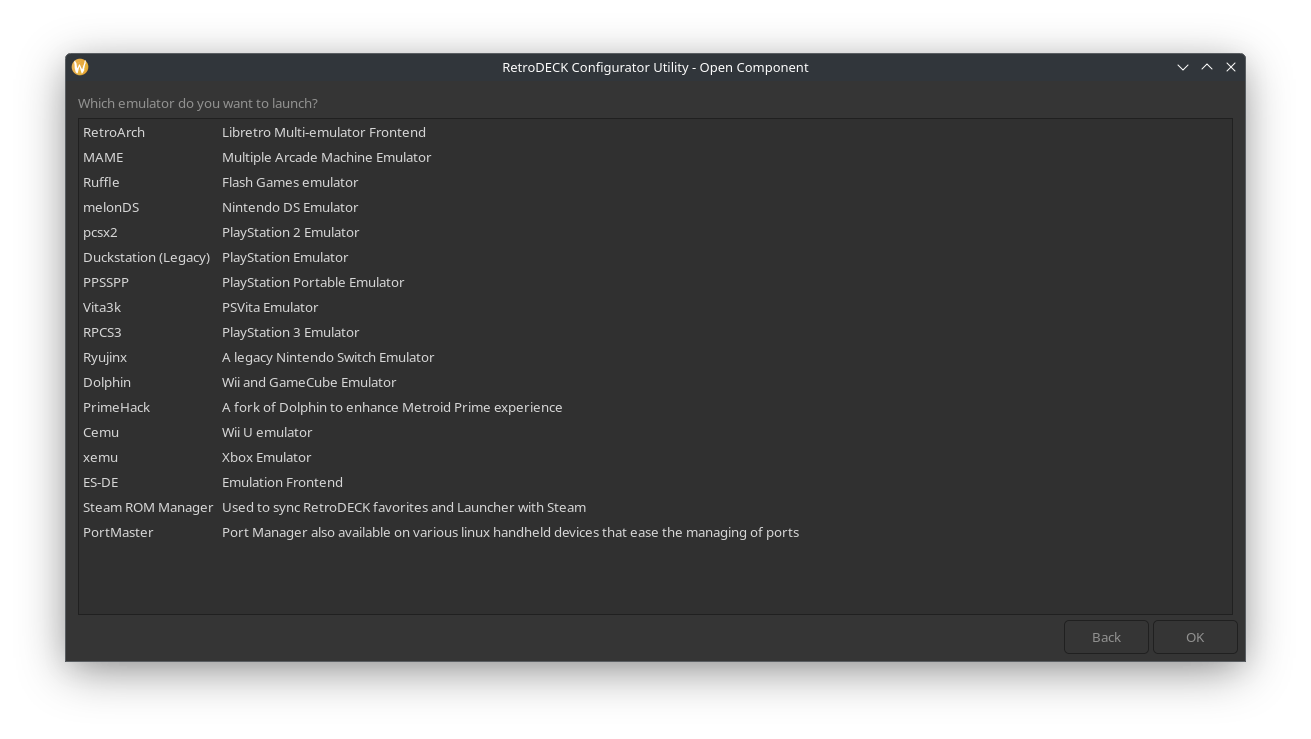 RetroDECK Configurator Utility - Open Component
Which emulator do you want to launch?
RetroArch Libretro Multi-emulator Frontend
MAME Multiple Arcade Machine Emulator
Ruffle Flash Games emulator
melonDS Nintendo DS Emulator
pcsx2 PlayStation 2 Emulator
Duckstation (Legacy) PlayStation Emulator
PPSSPP PlayStation Portable Emulator
Vita3k PSVita Emulator
RPCS3 PlayStation 3 Emulator
Ryujinx A legacy Nintendo Switch Emulator
Dolphin Wii and GameCube Emulator
PrimeHack A fork of Dolphin to enhance Metroid Prime experience
Cemu Wii U emulator
xemu Xbox Emulator
ES-DE Emulation Frontend
Steam ROM Manager Used to sync RetroDECK favorites and Launcher with Steam
PortMaster Port Manager also available on various linux handheld devices that ease the managing of ports
Back OK